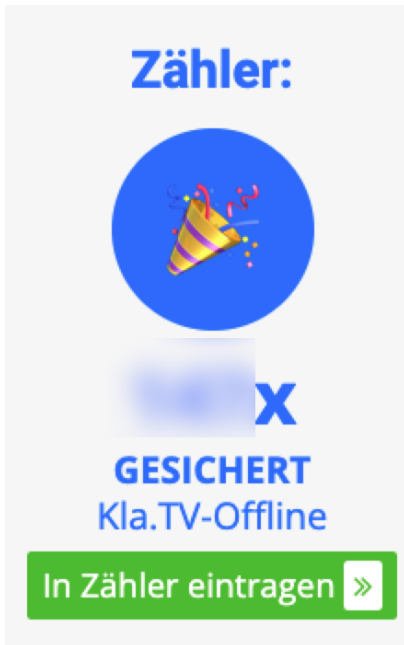 Zähler:
x
GESICHERT
Kla.TV-Offline
In Zähler eintragen »